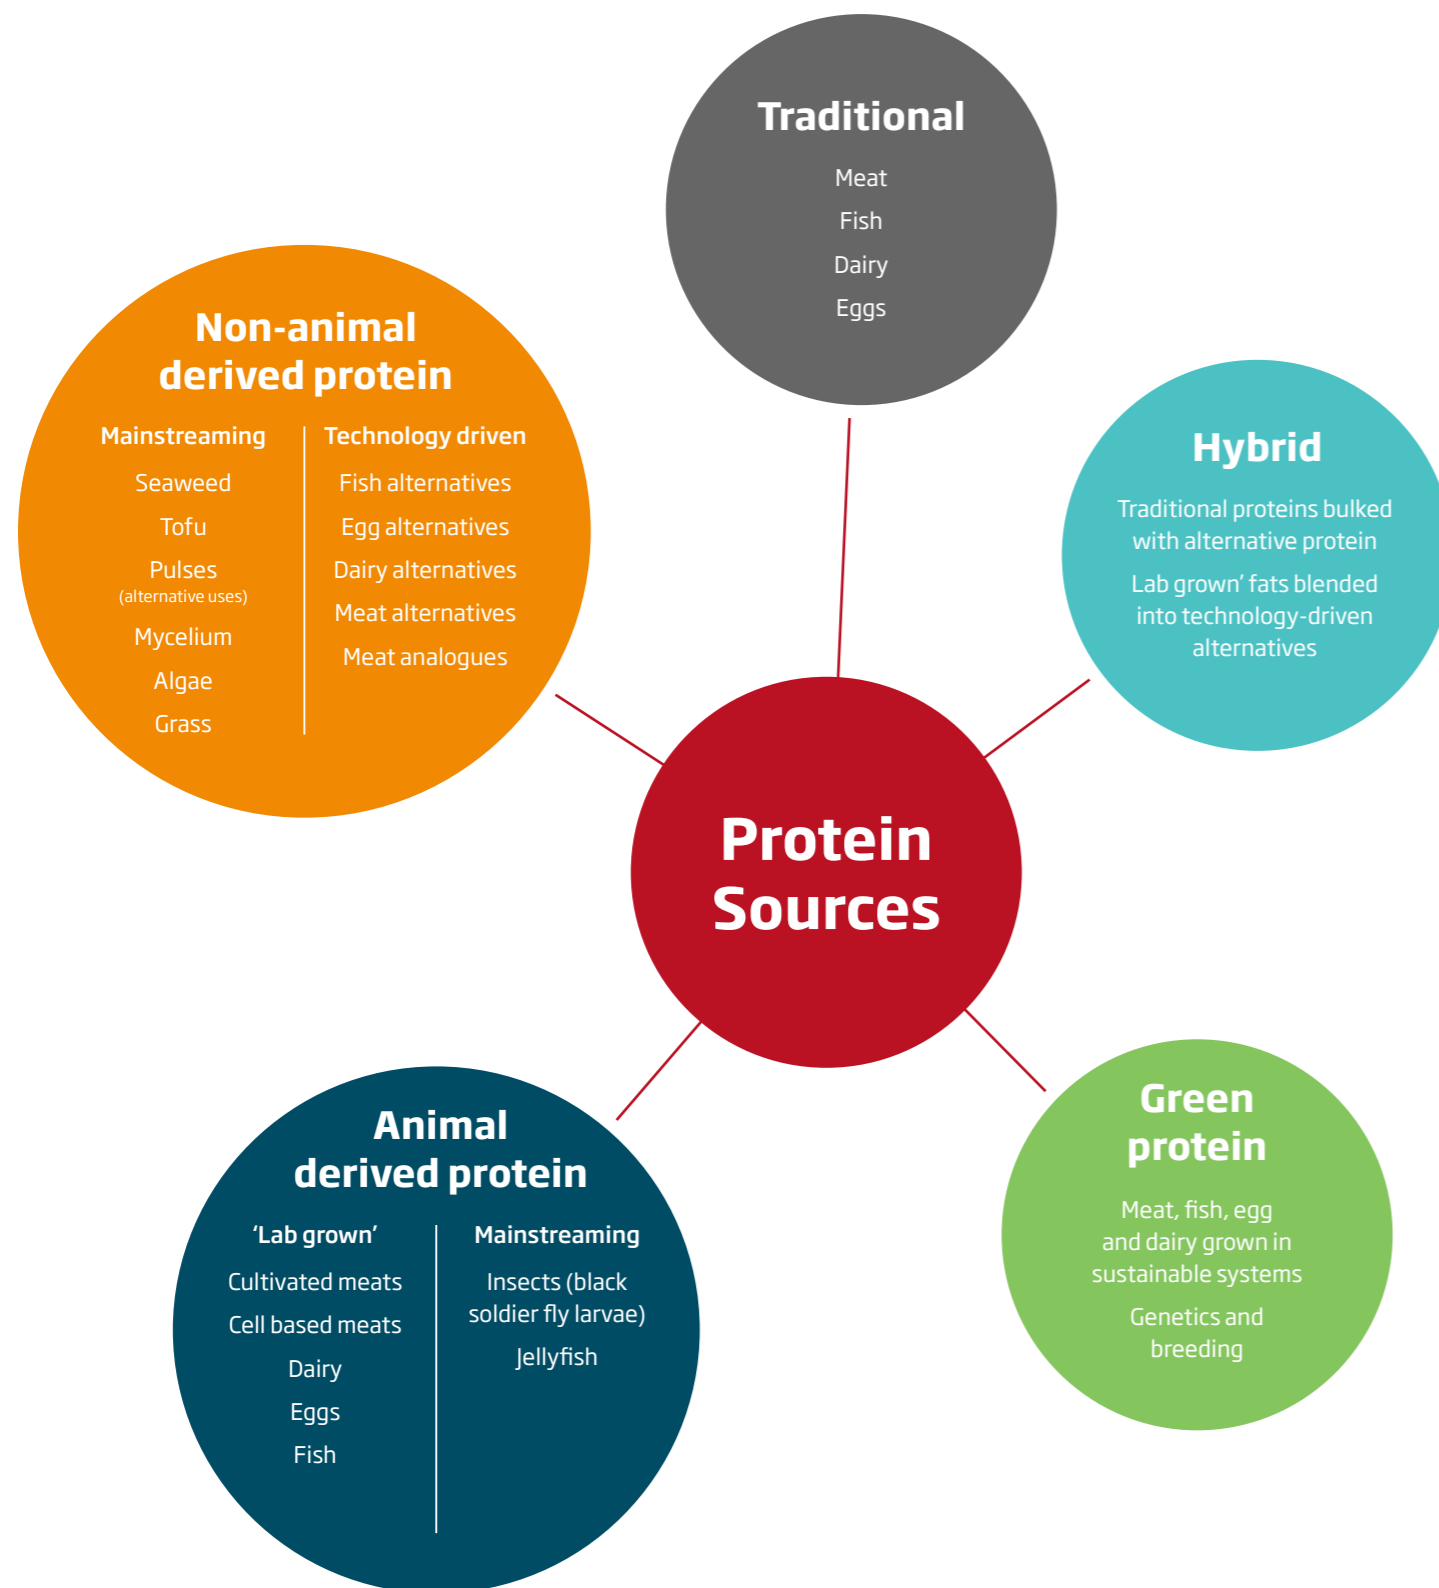 Traditional
Meat
Fish
Dairy
Eggs
Non-animal
derived protein
Mainstreaming
Seaweed
Tofu
Pulses
(alternative uses)
Mycelium
Algae
Grass
Technology driven
Fish alternatives
Egg alternatives
Dairy alternatives
Meat alternatives
Meat analogues
Hybrid
Traditional proteins bulked
with alternative protein
Lab grown’ fats blended
into technology-driven
alternatives
Protein
Sources
Animal
derived protein
‘Lab grown’
Cultivated meats
Cell based meats
Dairy
Eggs
Fish
Mainstreaming
Insects (black
soldier fly larvae)
Jellyfish
Green
protein
Meat, fish, egg
and dairy grown in
sustainable systems
Genetics and
breeding